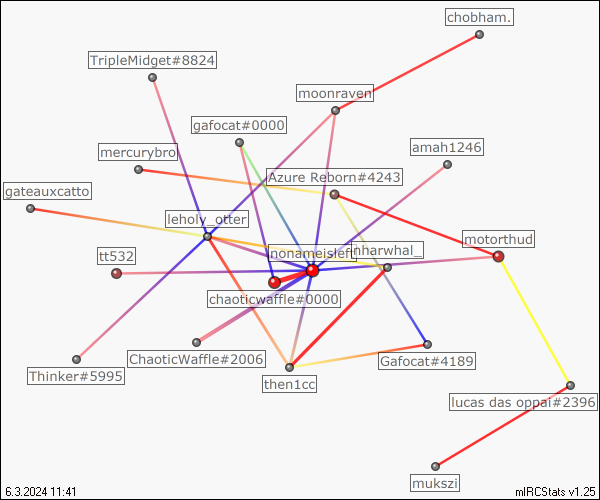 chobham.
TripleMidget#8824
moonraven
gafocat#0000
amah1246
mercurybro
Azure Reborn#4243
gateauxcatto
leholy_otter
motorthud
nonameisleft
nharwhal_
tt532
chaoticwaffle#0000
ChaoticWaffle#2006
Gafocat#4189
Thinker#5995
then1cc
lucas das oppai#2396
mukszi
6.3.2024 11:41
mIRCStats v1.25